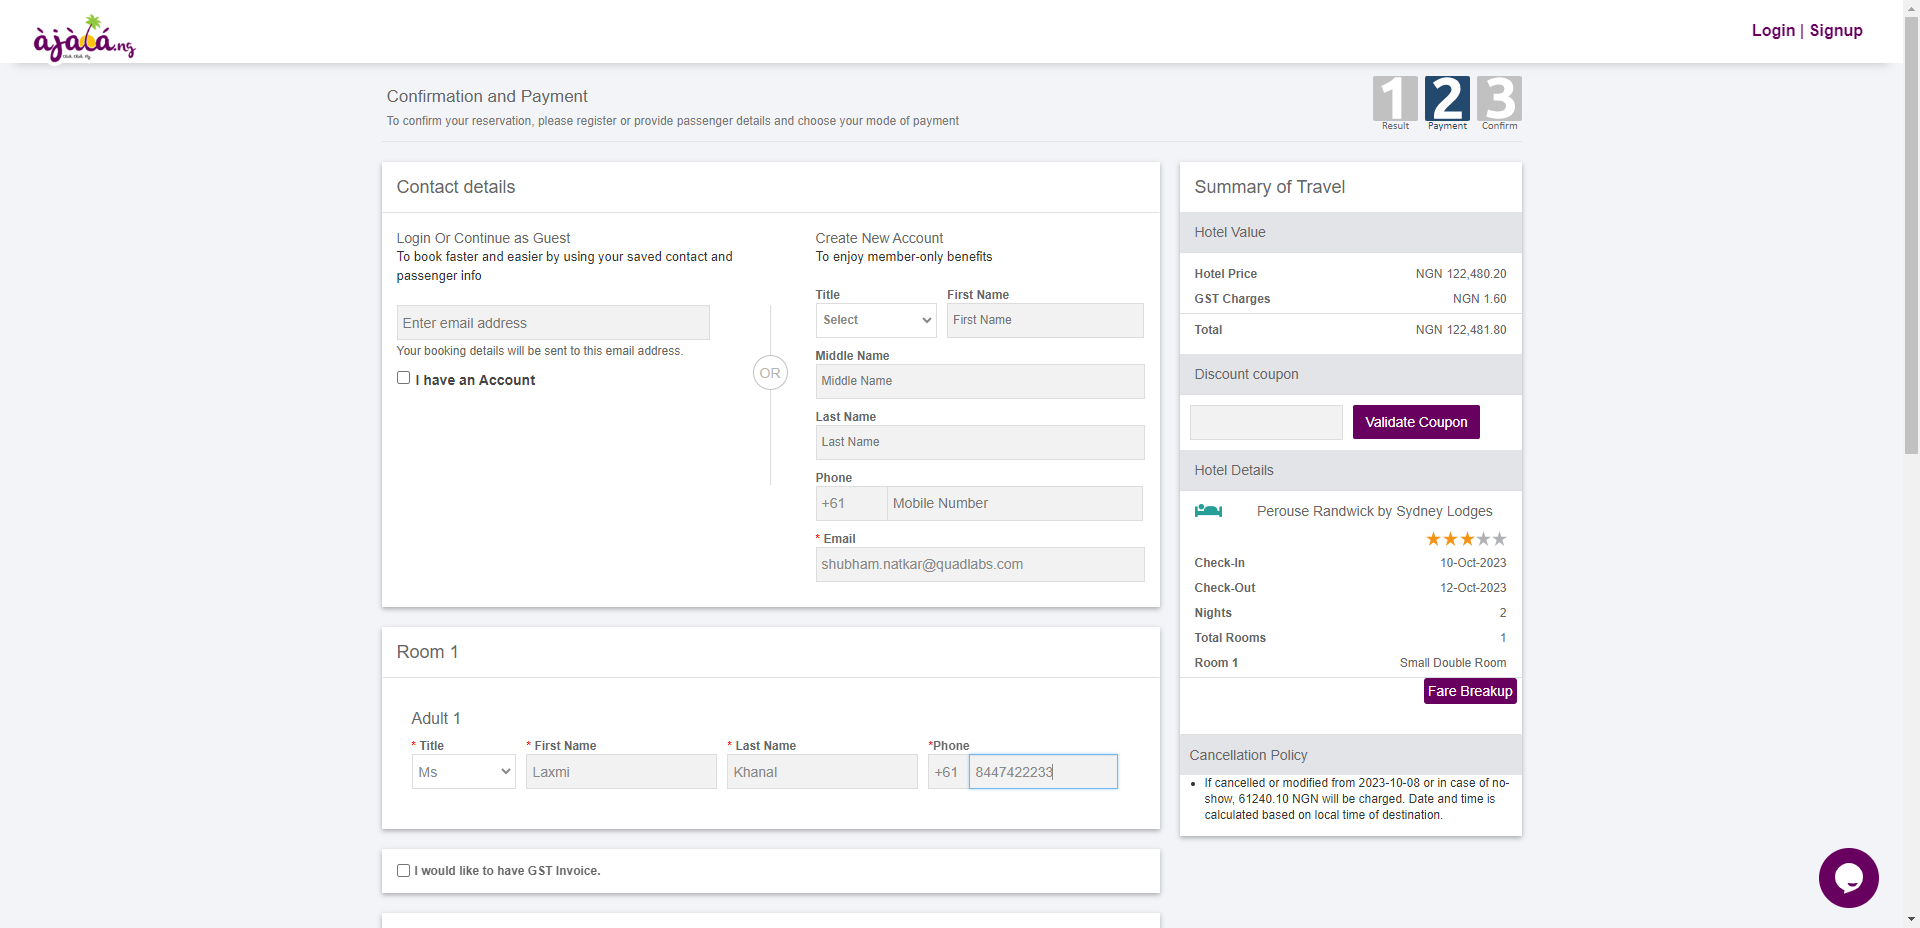 àjàlá.ng
Login | Signup
Confirmation and Payment
To confirm your reservation, please register or provide passenger details and choose your mode of payment
1 2 3
Result Payment Confirm
Contact details
Login Or Continue as Guest
To book faster and easier by using your saved contact and
passenger info
Enter email address
Your booking details will be sent to this email address.
I have an Account
OR
Create New Account
To enjoy member-only benefits
Title First Name
Select First Name
Middle Name
Middle Name
Last Name
Last Name
Phone
+61 Mobile Number
* Email
shubham.natkar@quadlabs.com
Room 1
Adult 1
* Title * First Name * Last Name *Phone
Ms Laxmi Khanal +61 8447422233
I would like to have GST Invoice.
Summary of Travel
Hotel Value
Hotel Price NGN 122,480.20
GST Charges NGN 1.60
Total NGN 122,481.80
Discount coupon
Validate Coupon
Hotel Details
Perouse Randwick by Sydney Lodges
Check-In 10-Oct-2023
Check-Out 12-Oct-2023
Nights 2
Total Rooms 1
Room 1 Small Double Room
Fare Breakup
Cancellation Policy
• If cancelled or modified from 2023-10-08 or in case of no-
show, 61240.10 NGN will be charged. Date and time is
calculated based on local time of destination.